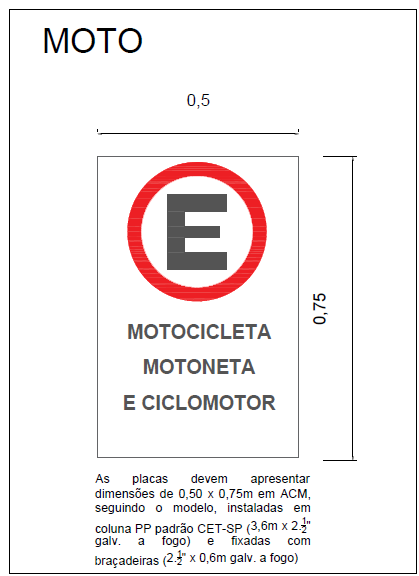 MOTO
0,5
E
0,75
MOTOCICLETA
MOTONETA
E CICLOMOTOR
As placas devem apresentar
dimensões de 0,50 x 0,75m em ACM,
seguindo o modelo, instaladas em
coluna PP padrão CET-SP (3,6m x 2.½"
galv. a fogo) e fixadas com
braçadeiras (2.½" x 0,6m galv. a fogo)